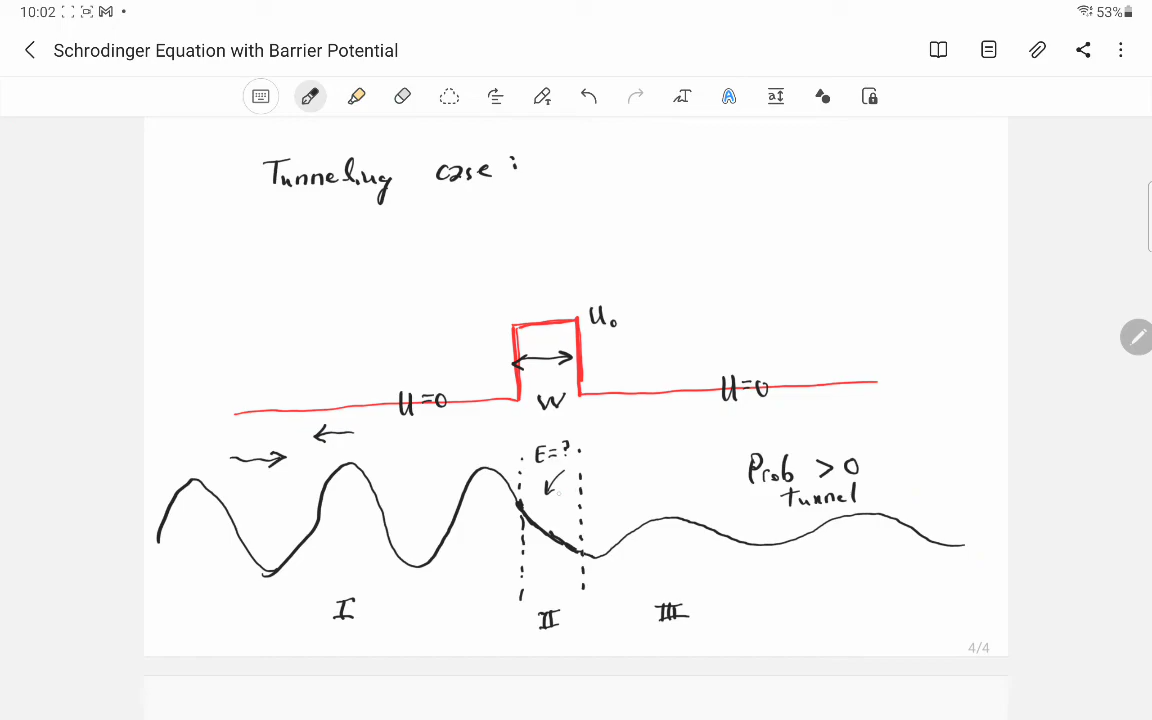 10:02
53%
Schrodinger Equation with Barrier Potential
Tunneling case:
U₀
W
U=0
U=0
E=?
Prob > 0
tunnel
I
II
III
4/4